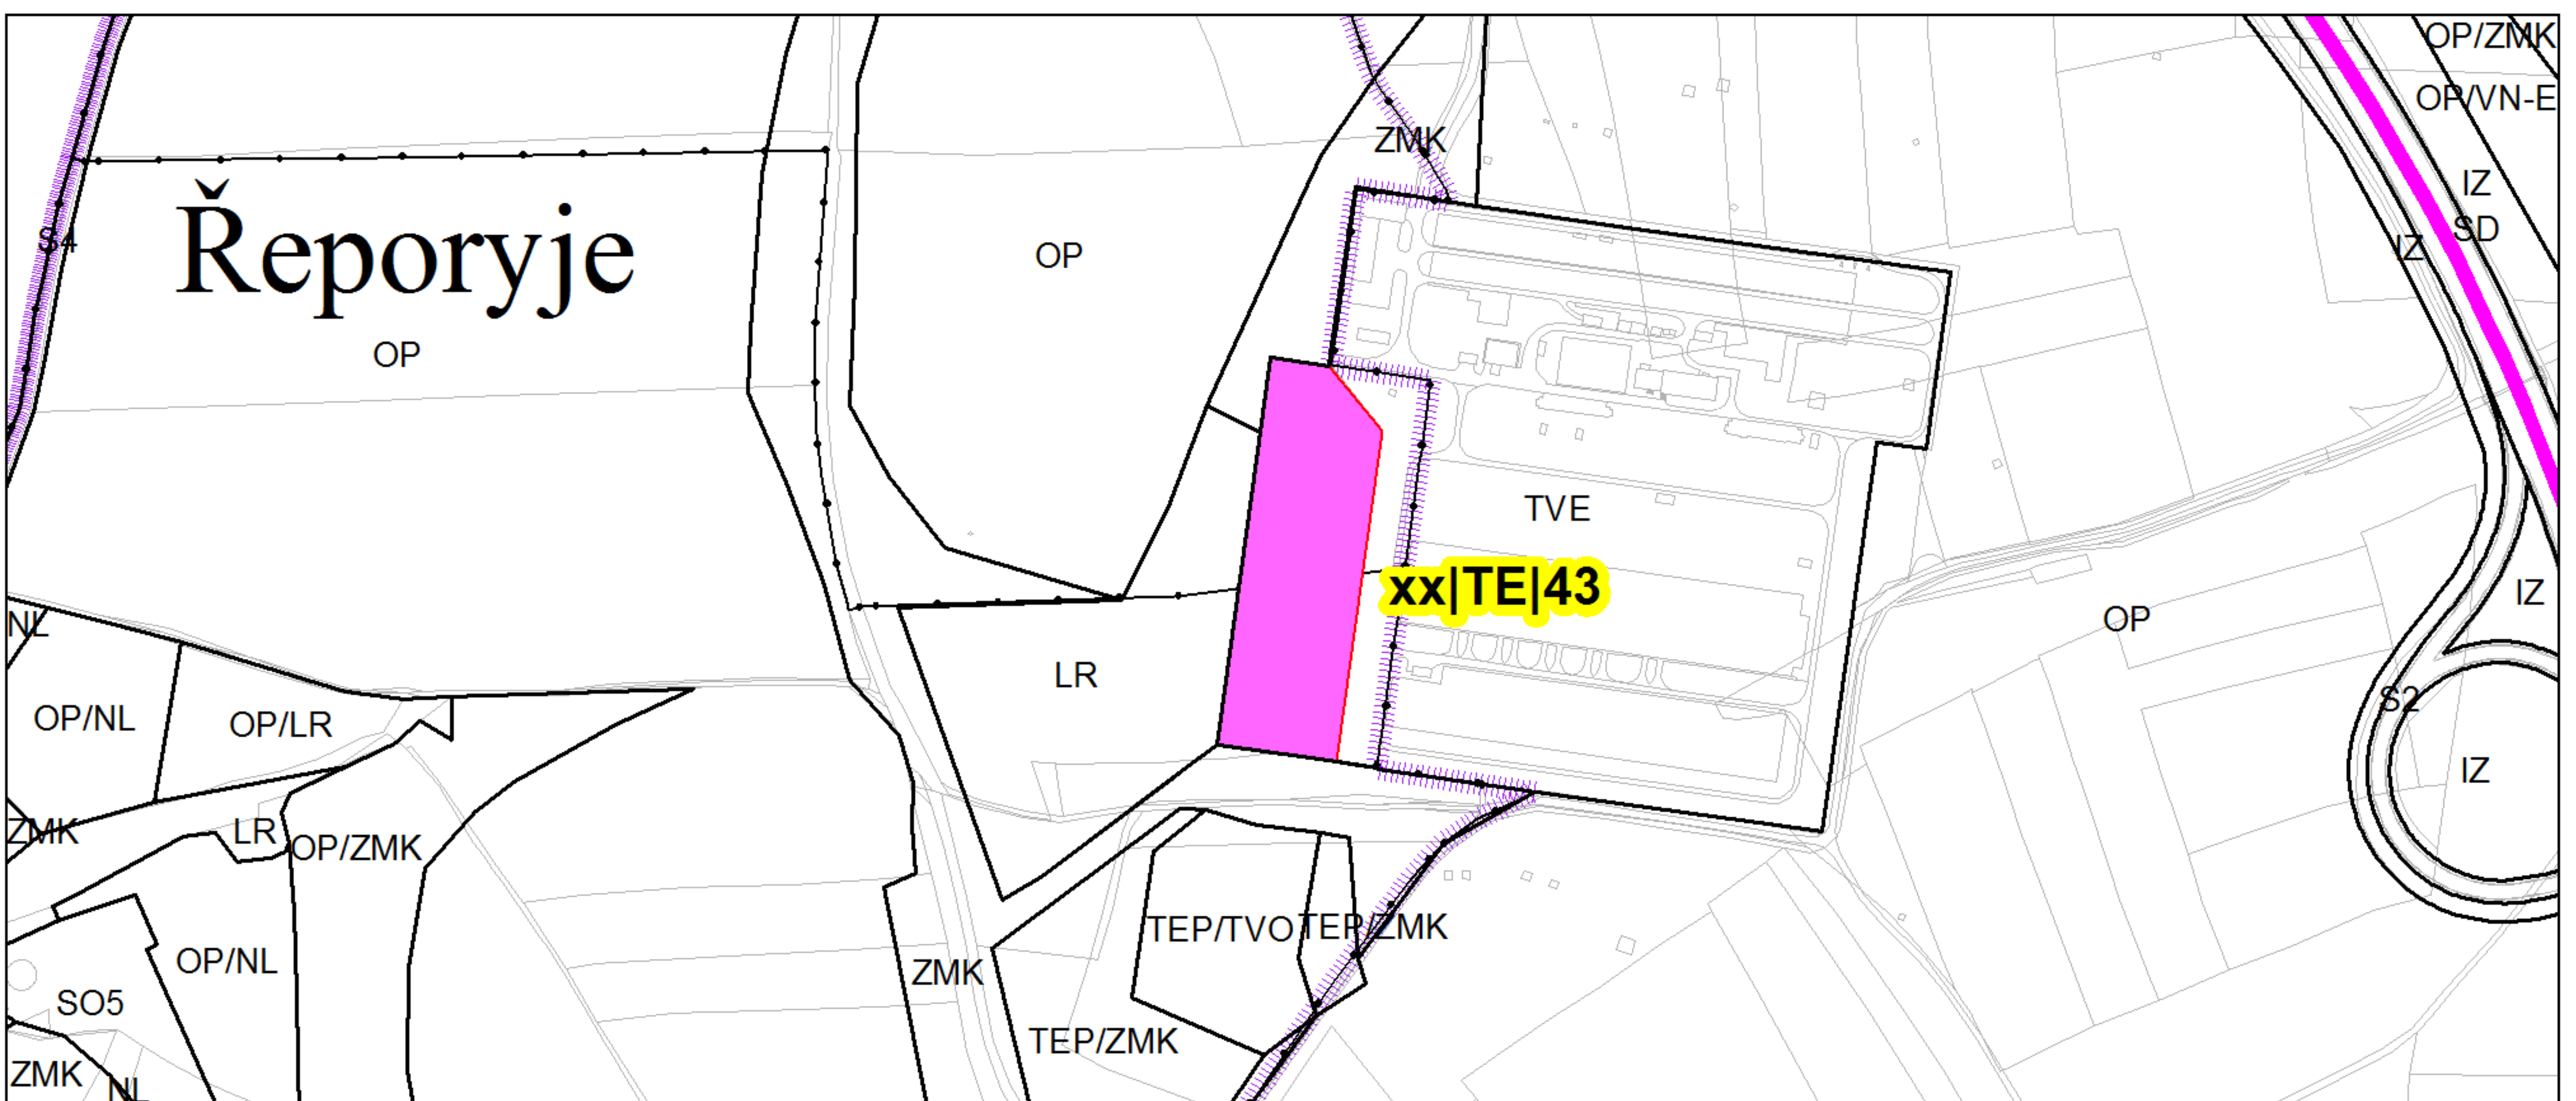 OP/ZMK
OP/VN-E
ZMK
IZ
SD
IZ
S4
Řeporyje
OP
OP
TVE
xx|TE|43
IZ
OP
NL
LR
S2
OP/NL
OP/LR
IZ
ZMK
LR
OP/ZMK
TEP/TVO
TEP/ZMK
OP/NL
ZMK
SO5
TEP/ZMK
ZMK
NL